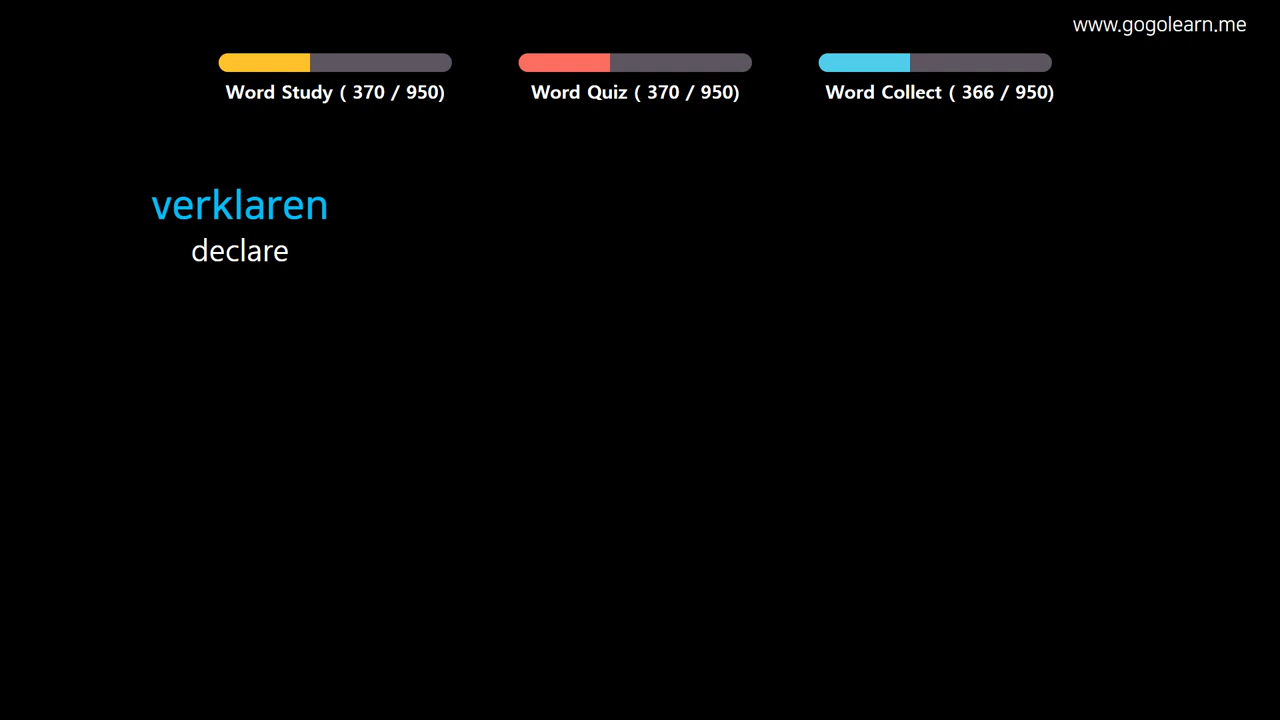 www.gogolearn.me
Word Study ( 370 / 950)
Word Quiz ( 370 / 950)
Word Collect ( 366 / 950)
verklaren
declare